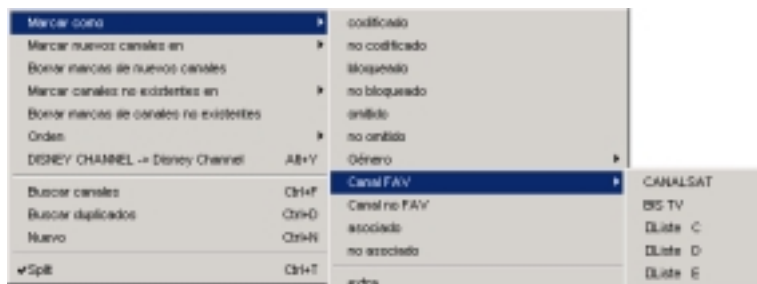 Marcar como
Marcar nuevos canales en
Borrar marcas de nuevos canales
Marcar canales no existentes en
Borrar marcas de canales no existentes
Orden
DISNEY CHANNEL -> Disney Channel Alt+Y
Buscar canales Ctrl+F
Buscar duplicados Ctrl+D
Nuevo Ctrl+N
✔Split Ctrl+T
codificado
no codificado
bloqueado
no bloqueado
omitido
no omitido
Género
Canal FAV
Canal no FAV
asociado
no asociado
extra
CANALSAT
BIS TV
DListe C
DListe D
DListe E